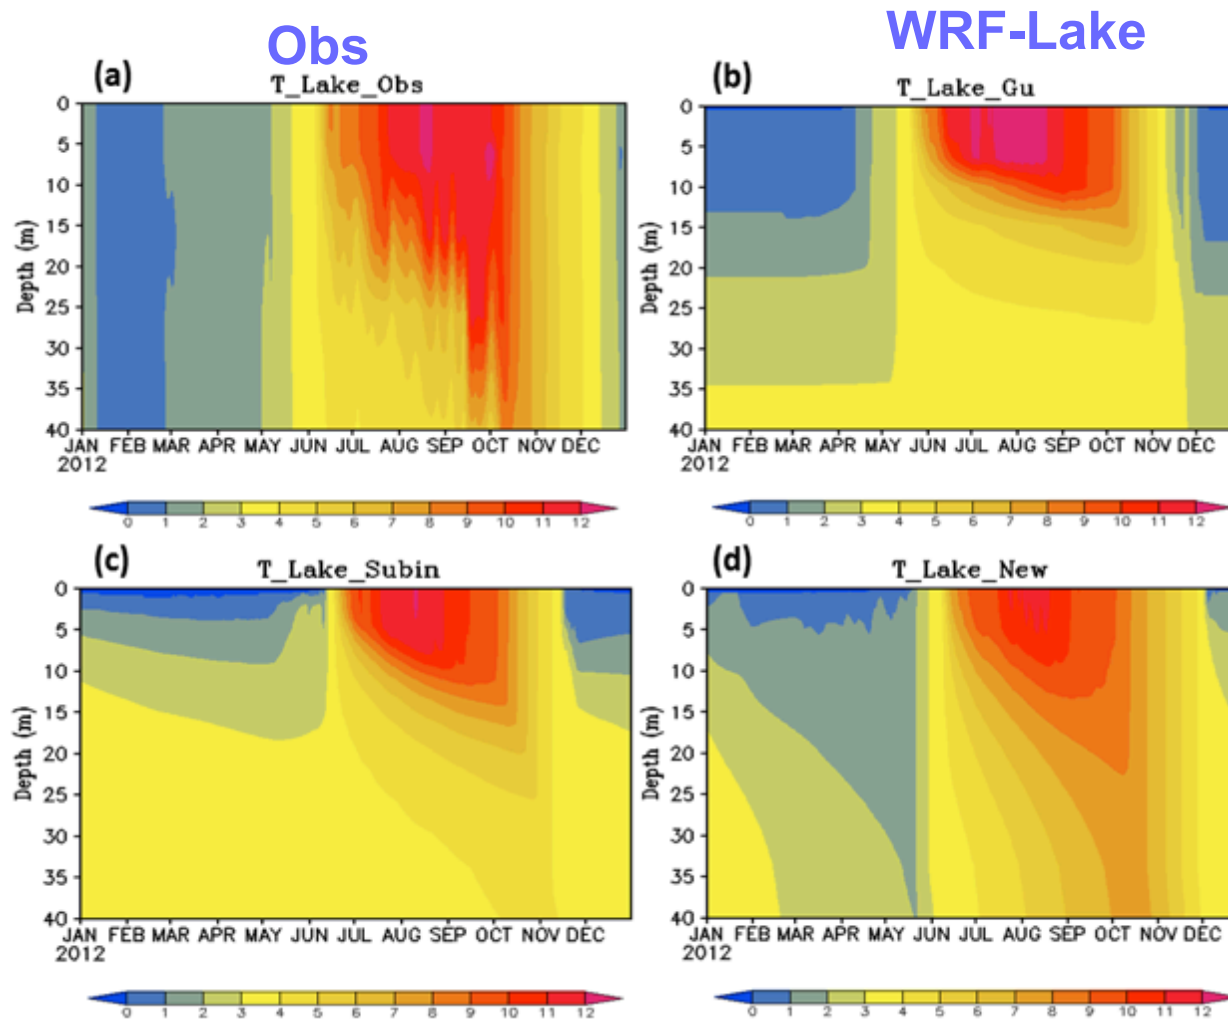 Obs
WRF-Lake
(a)
T_Lake_Obs
(b)
T_Lake_Gu
0
5
10
15
20
25
30
35
40
Depth (m)
JAN FEB MAR APR MAY JUN JUL AUG SEP OCT NOV DEC
2012
0 1 2 3 4 5 6 7 8 9 10 11 12
0
5
10
15
20
25
30
35
40
Depth (m)
JAN FEB MAR APR MAY JUN JUL AUG SEP OCT NOV DEC
2012
0 1 2 3 4 5 6 7 8 9 10 11 12
(c)
T_Lake_Subin
(d)
T_Lake_New
0
5
10
15
20
25
30
35
40
Depth (m)
JAN FEB MAR APR MAY JUN JUL AUG SEP OCT NOV DEC
2012
0 1 2 3 4 5 6 7 8 9 10 11 12
0
5
10
15
20
25
30
35
40
Depth (m)
JAN FEB MAR APR MAY JUN JUL AUG SEP OCT NOV DEC
2012
0 1 2 3 4 5 6 7 8 9 10 11 12